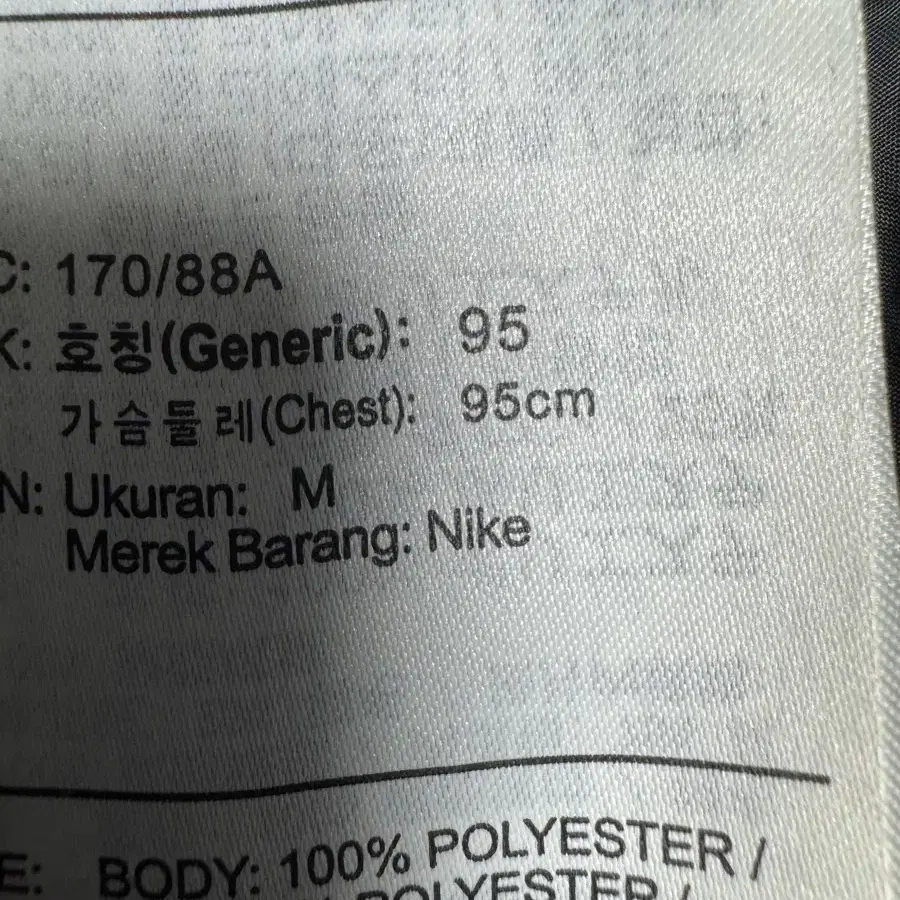 C: 170/88A
K: 호칭(Generic): 95
가슴둘레(Chest): 95cm
N: Ukuran: M
Merek Barang: Nike
E: BODY: 100% POLYESTER /
POLYESTER /